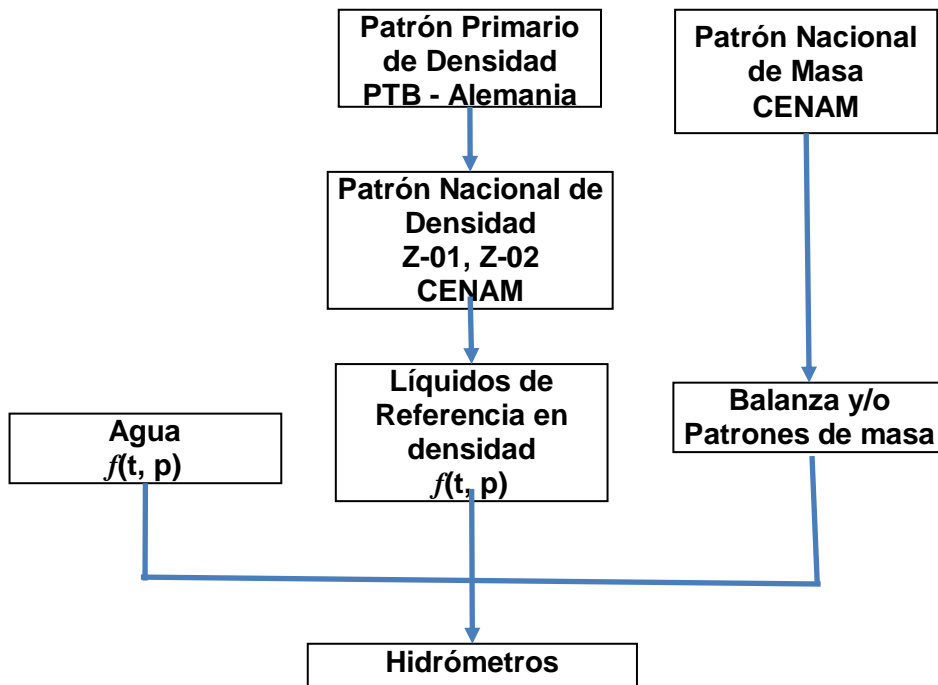 Patrón Primario
de Densidad
PTB - Alemania
Patrón Nacional
de Masa
CENAM
Patrón Nacional de
Densidad
Z-01, Z-02
CENAM
Líquidos de
Referencia en
densidad
f(t, p)
Balanza y/o
Patrones de masa
Agua
f(t, p)
Hidrómetros